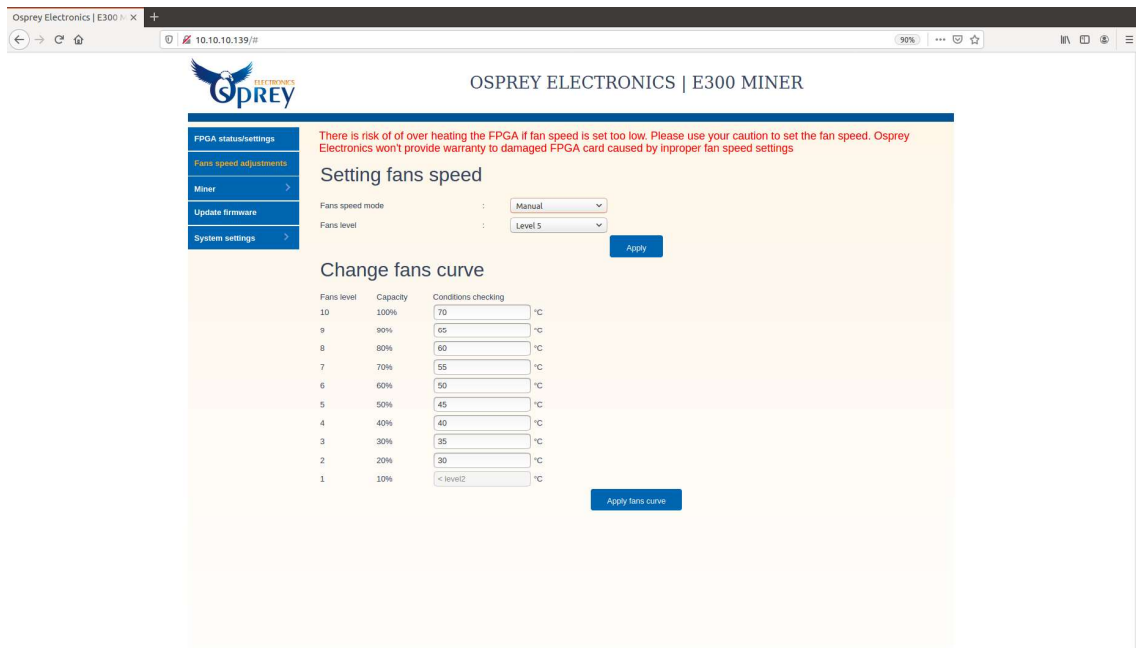 Osprey Electronics | E300 M
10.10.10.139/#
90%
ELECTRONICS
OSPREY
OSPREY ELECTRONICS | E300 MINER
FPGA status/settings
Fans speed adjustments
Miner
Update firmware
System settings
There is risk of of over heating the FPGA if fan speed is set too low. Please use your caution to set the fan speed. Osprey
Electronics won't provide warranty to damaged FPGA card caused by inproper fan speed settings
Setting fans speed
Fans speed mode : Manual
Fans level : Level 5
Apply
Change fans curve
Fans level Capacity Conditions checking
10 100% 70 °C
9 90% 65 °C
8 80% 60 °C
7 70% 55 °C
6 60% 50 °C
5 50% 45 °C
4 40% 40 °C
3 30% 35 °C
2 20% 30 °C
1 10% < level2 °C
Apply fans curve